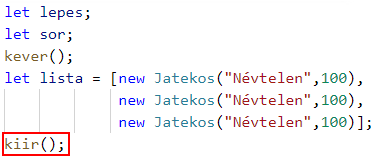 let lepes;
let sor;
kever();
let lista = [new Jatekos("Névtelen",100),
new Jatekos("Névtelen",100),
new Jatekos("Névtelen",100)];
kiir();